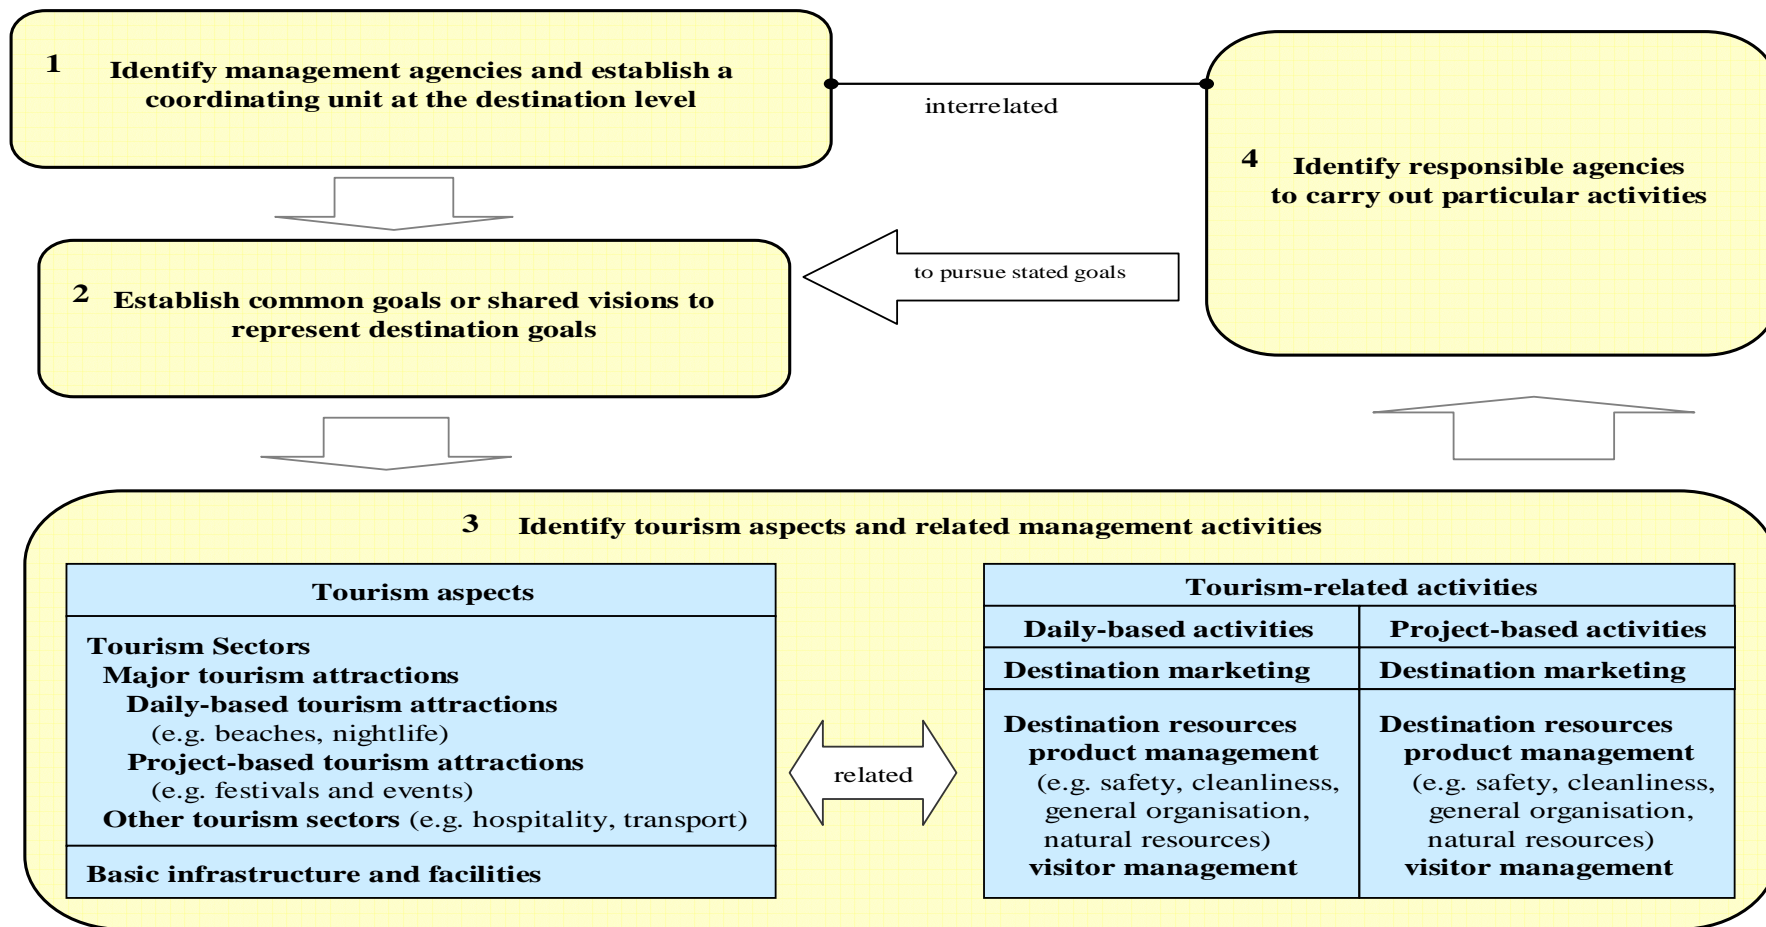 1 Identify management agencies and establish a
coordinating unit at the destination level
interrelated
4 Identify responsible agencies
to carry out particular activities
2 Establish common goals or shared visions to
represent destination goals
to pursue stated goals
3 Identify tourism aspects and related management activities
Tourism aspects
Tourism Sectors
Major tourism attractions
Daily-based tourism attractions
(e.g. beaches, nightlife)
Project-based tourism attractions
(e.g. festivals and events)
Other tourism sectors (e.g. hospitality, transport)
Basic infrastructure and facilities
related
Tourism-related activities
Daily-based activities
Project-based activities
Destination marketing
Destination marketing
Destination resources
product management
(e.g. safety, cleanliness,
general organisation,
natural resources)
visitor management
Destination resources
product management
(e.g. safety, cleanliness,
general organisation,
natural resources)
visitor management